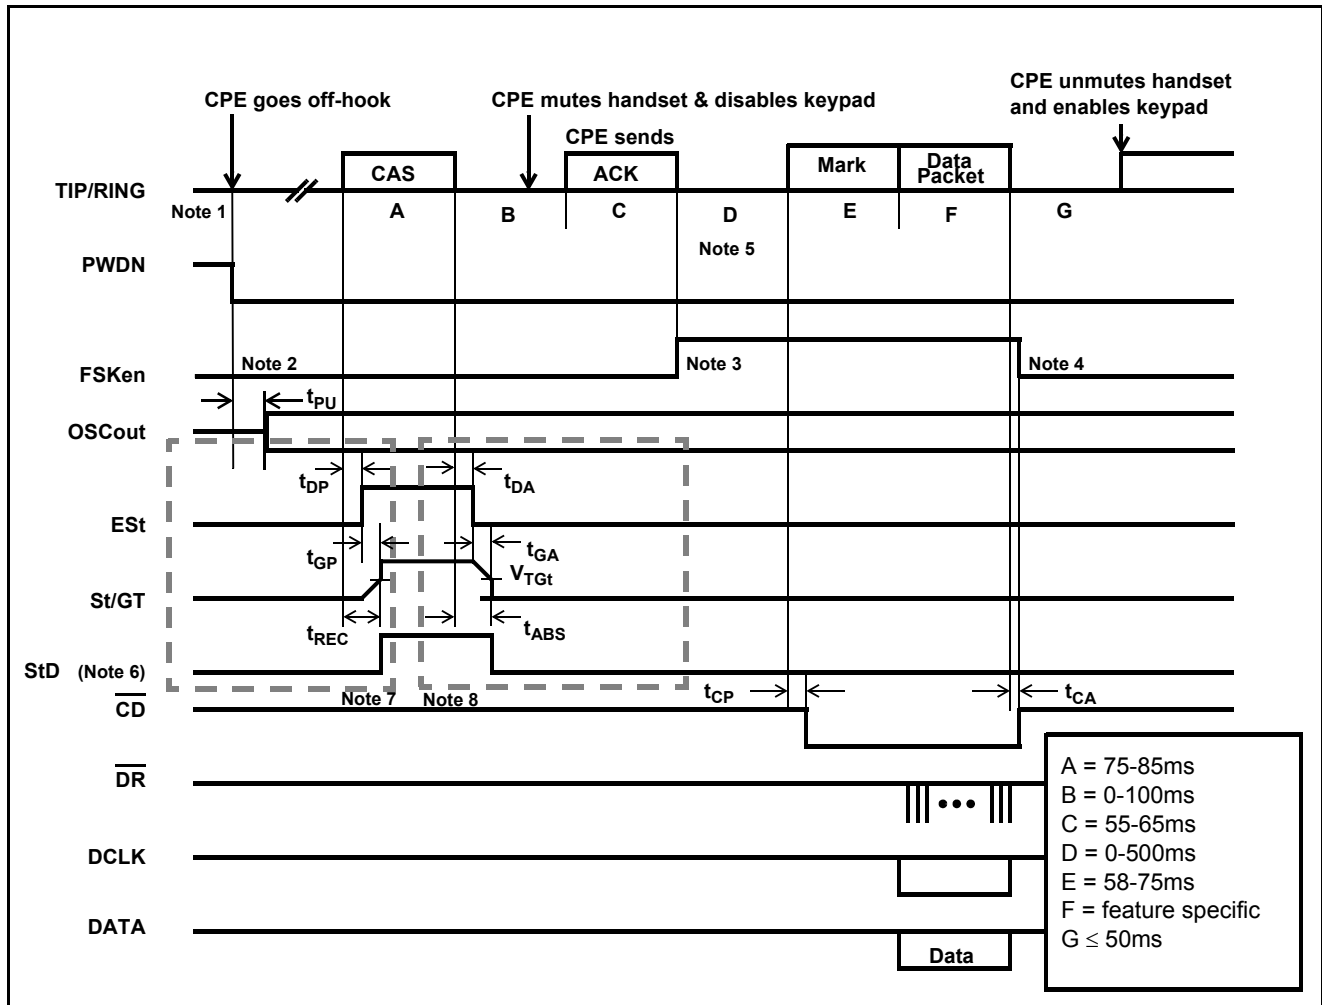 CPE unmutes handset
and enables keypad
CPE goes off-hook
CPE mutes handset & disables keypad
CPE sends
TIP/RING
CAS
ACK
Mark
Data
Packet
Note 1
A
B
C
D
E
F
G
Note 5
PWDN
FSKen
Note 2
Note 3
Note 4
tPU
OSCout
tDP
tDA
ESt
tGP
tGA
VTGt
St/GT
tREC
tABS
StD (Note 6)
Note 7
Note 8
tCP
tCA
CD
DR
DCLK
DATA
Data
A = 75-85ms
B = 0-100ms
C = 55-65ms
D = 0-500ms
E = 58-75ms
F = feature specific
G ≤ 50ms